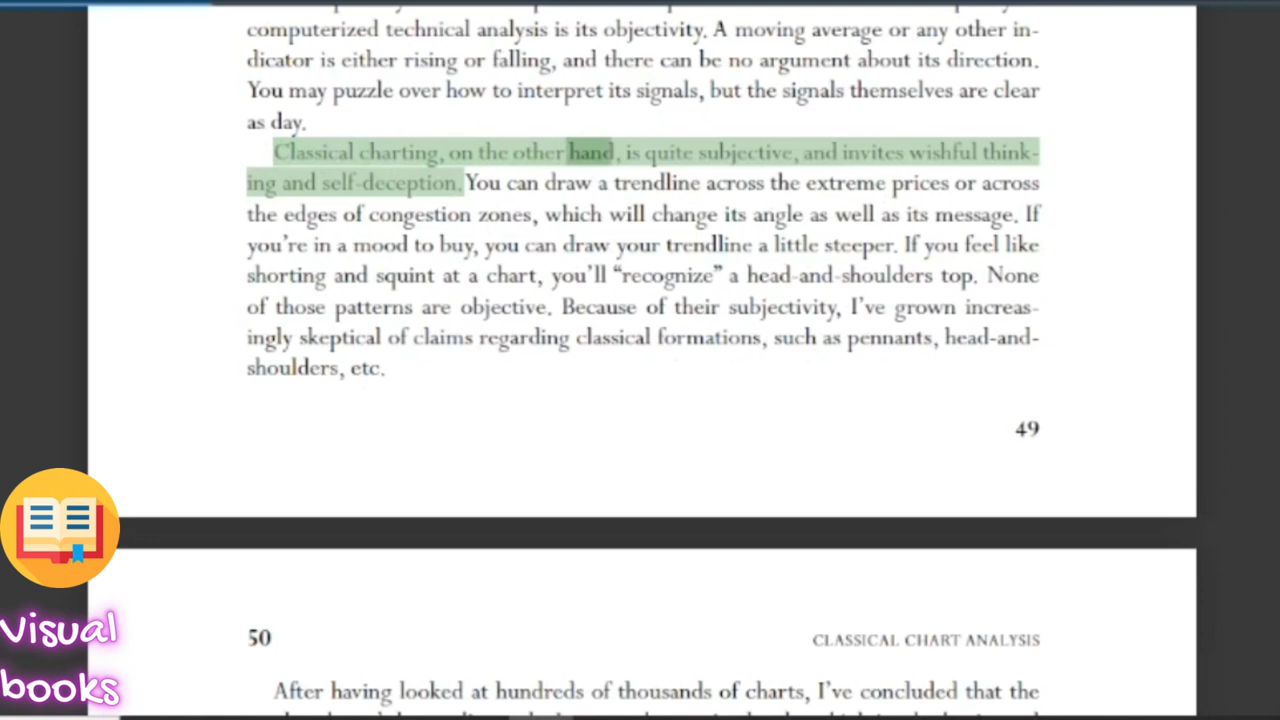 computerized technical analysis is its objectivity. A moving average or any other in-
dicator is either rising or falling, and there can be no argument about its direction.
You may puzzle over how to interpret its signals, but the signals themselves are clear
as day.
Classical charting, on the other hand, is quite subjective, and invites wishful think-
ing and self-deception. You can draw a trendline across the extreme prices or across
the edges of congestion zones, which will change its angle as well as its message. If
you're in a mood to buy, you can draw your trendline a little steeper. If you feel like
shorting and squint at a chart, you'll “recognize” a head-and-shoulders top. None
of those patterns are objective. Because of their subjectivity, I've grown increas-
ingly skeptical of claims regarding classical formations, such as pennants, head-and-
shoulders, etc.
49
Visual
books
50 CLASSICAL CHART ANALYSIS
After having looked at hundreds of thousands of charts, I've concluded that the